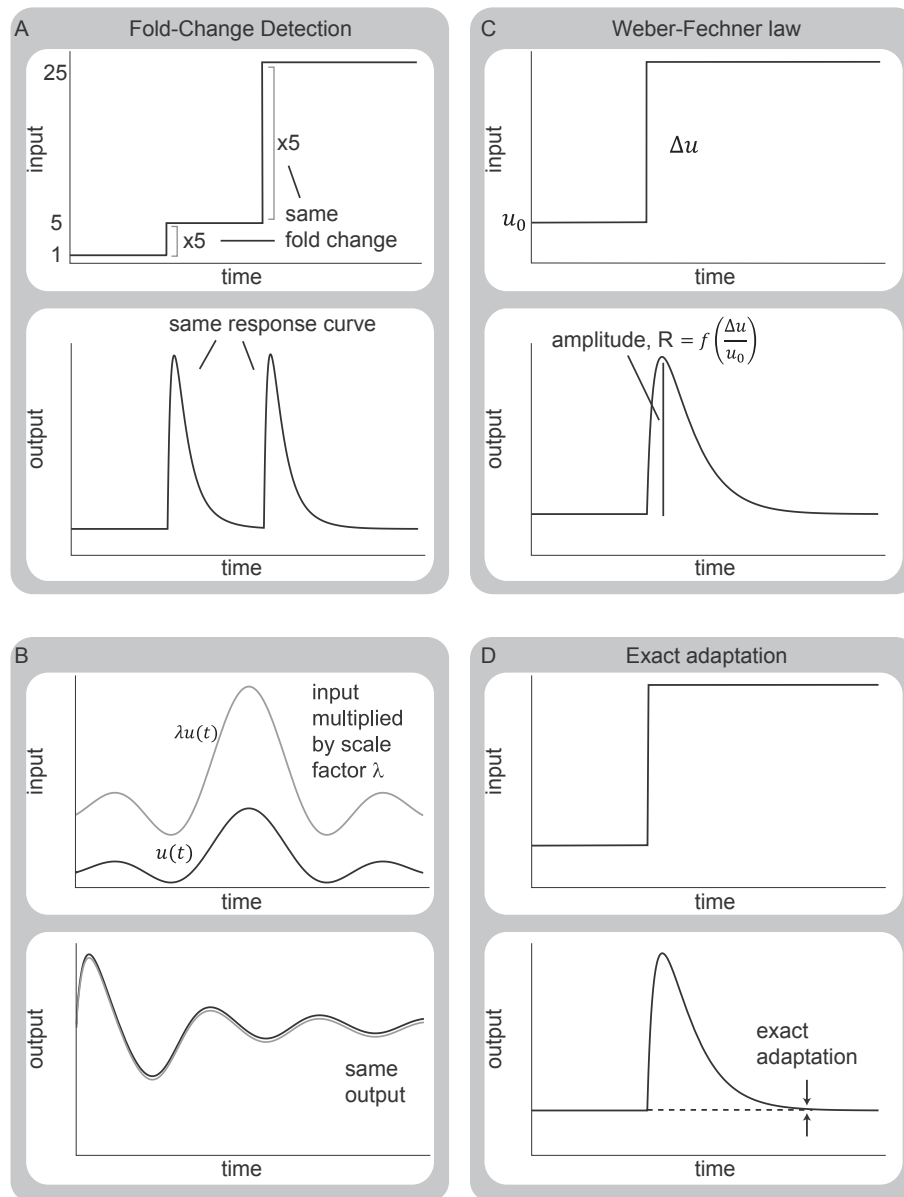 A
Fold-Change Detection
25
x5
input
same
5
x5
fold change
1
time
same response curve
output
time
C
Weber-Fechner law
Δu
input
u₀
time
amplitude, R = f(Δu/u₀)
output
time
B
input
multiplied
by scale
factor λ
λu(t)
input
u(t)
time
output
same
output
time
D
Exact adaptation
input
time
output
exact
adaptation
time